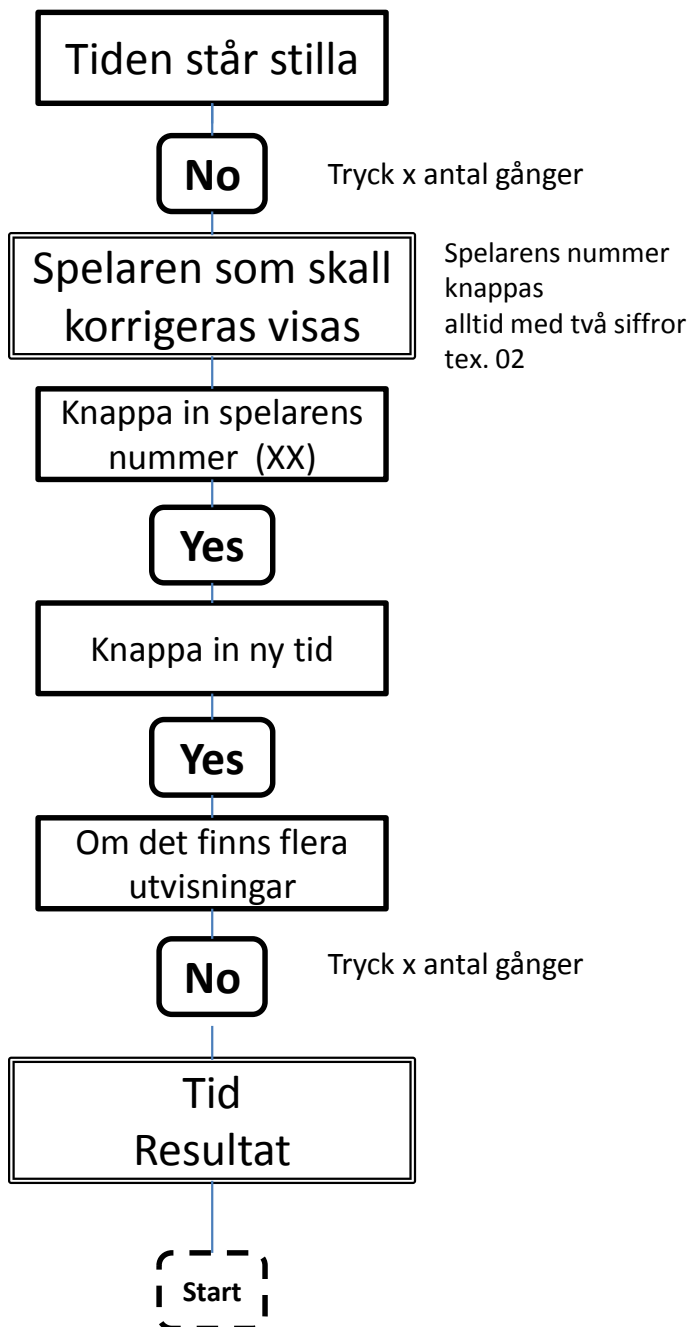 Tiden står stilla
No
Tryck x antal gånger
Spelaren som skall
korrigeras visas
Spelarens nummer
knappas
alltid med två siffror
tex. 02
Knappa in spelarens
nummer  (XX)
Yes
Knappa in ny tid
Yes
Om det finns flera
utvisningar
No
Tryck x antal gånger
Tid
Resultat
Start